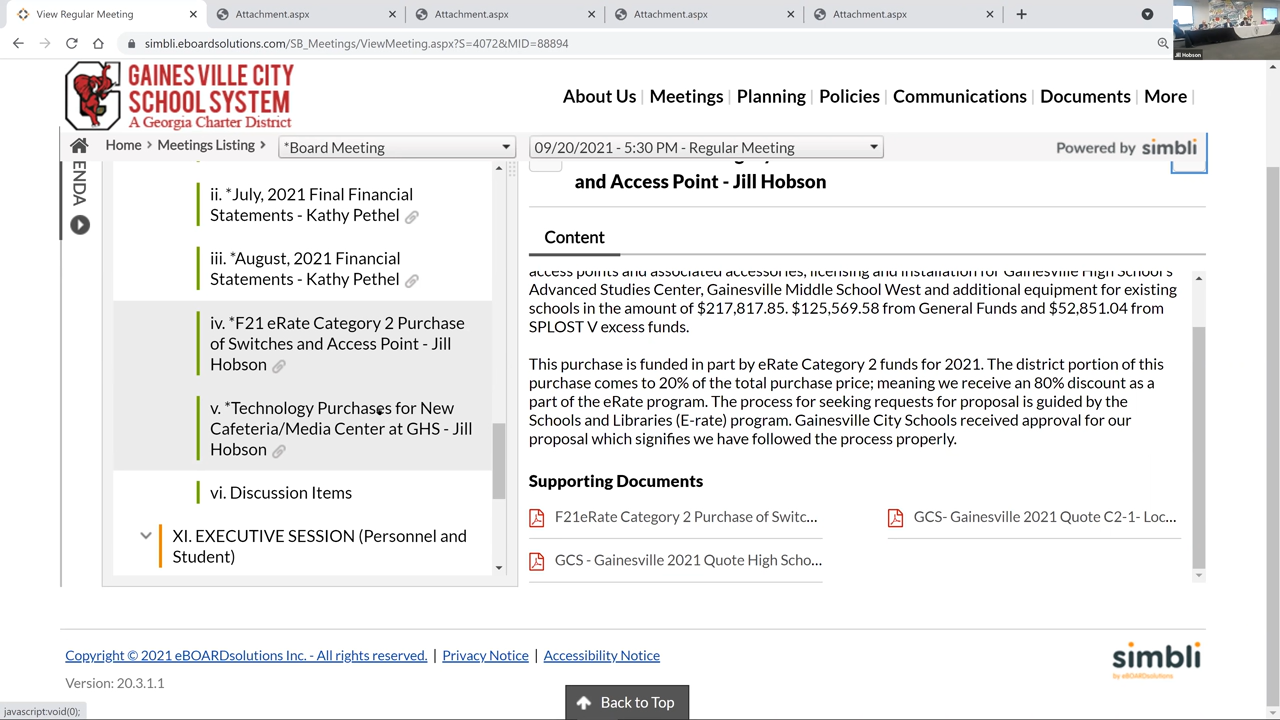 View Regular Meeting
Attachment.aspx
Attachment.aspx
Attachment.aspx
Attachment.aspx
simbli.eboardsolutions.com/SB_Meetings/ViewMeeting.aspx?S=4072&MID=88894
Jill Hobson
GAINESVILLE CITY
SCHOOL SYSTEM
A Georgia Charter District
About Us
Meetings
Planning
Policies
Communications
Documents
More
Home
Meetings Listing
*Board Meeting
09/20/2021 - 5:30 PM - Regular Meeting
Powered by simbli
ENDA
ii. *July, 2021 Final Financial
Statements - Kathy Pethel
iii. *August, 2021 Financial
Statements - Kathy Pethel
iv. *F21 eRate Category 2 Purchase
of Switches and Access Point - Jill
Hobson
v. *Technology Purchases for New
Cafeteria/Media Center at GHS - Jill
Hobson
vi. Discussion Items
XI. EXECUTIVE SESSION (Personnel and
Student)
and Access Point - Jill Hobson
Content
access points and associated accessories, licensing and installation for Gainesville High School's
Advanced Studies Center, Gainesville Middle School West and additional equipment for existing
schools in the amount of $217,817.85. $125,569.58 from General Funds and $52,851.04 from
SPLOST V excess funds.
This purchase is funded in part by eRate Category 2 funds for 2021. The district portion of this
purchase comes to 20% of the total purchase price; meaning we receive an 80% discount as a
part of the eRate program. The process for seeking requests for proposal is guided by the
Schools and Libraries (E-rate) program. Gainesville City Schools received approval for our
proposal which signifies we have followed the process properly.
Supporting Documents
F21eRate Category 2 Purchase of Switc...
GCS- Gainesville 2021 Quote C2-1- Loc...
GCS - Gainesville 2021 Quote High Scho...
Copyright © 2021 eBOARDsolutions Inc. - All rights reserved. | Privacy Notice | Accessibility Notice
simbli
by eBOARDsolutions
Version: 20.3.1.1
Back to Top
javascript:void(0);